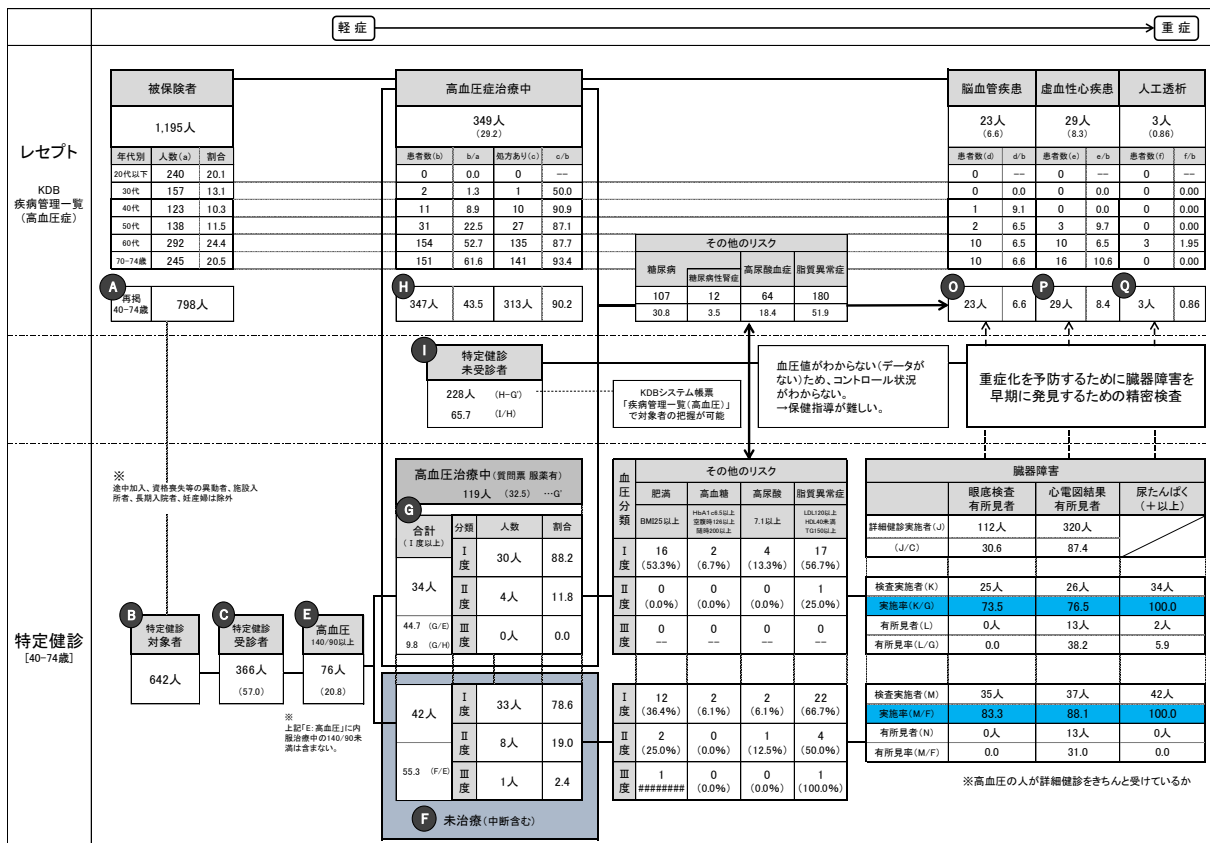 軽症
重症
レセプト
KDB
疾病管理一覧
(高血圧症)
被保険者
1,195人
年代別 人数(a) 割合
20代以下 240 20.1
30代 157 13.1
40代 123 10.3
50代 138 11.5
60代 292 24.4
70-74歳 245 20.5
A
再掲
40-74歳
798人
高血圧症治療中
349人
(29.2)
患者数(b) b/a 処方あり(c) c/b
0 0.0 0 --
2 1.3 1 50.0
11 8.9 10 90.9
31 22.5 27 87.1
154 52.7 135 87.7
151 61.6 141 93.4
H
347人 43.5 313人 90.2
その他のリスク
糖尿病 糖尿病性腎症 高尿酸血症 脂質異常症
107 12 64 180
30.8 3.5 18.4 51.9
脳血管疾患 虚血性心疾患 人工透析
23人 29人 3人
(6.6) (8.3) (0.86)
患者数(d) d/b 患者数(e) e/b 患者数(f) f/b
0 -- 0 -- 0 --
0 0.0 0 0.0 0 0.00
1 9.1 0 0.0 0 0.00
2 6.5 3 9.7 0 0.00
10 6.5 10 6.5 3 1.95
10 6.6 16 10.6 0 0.00
O P Q
23人 6.6 29人 8.4 3人 0.86
I
特定健診
未受診者
228人 (H-G')
65.7 (I/H)
KDBシステム帳票
「疾病管理一覧(高血圧)」
で対象者の把握が可能
血圧値がわからない(データが
ない)ため、コントロール状況
がわからない。
→保健指導が難しい。
重症化を予防するために臓器障害を
早期に発見するための精密検査
特定健診
[40-74歳]
※
途中加入、資格喪失等の異動者、施設入
所者、長期入院者、妊産婦は除外
B
特定健診
対象者
642人
C
特定健診
受診者
366人
(57.0)
E
高血圧
140/90以上
76人
(20.8)
※
上記「E:高血圧」に内
服治療中の140/90未
満は含まない。
高血圧治療中(質問票 服薬有)
119人 (32.5) …G'
G
合計
(Ⅰ度以上)
分類 人数 割合
34人
44.7 (G/E)
9.8 (G/H)
Ⅰ度 30人 88.2
Ⅱ度 4人 11.8
Ⅲ度 0人 0.0
42人
55.3 (F/E)
Ⅰ度 33人 78.6
Ⅱ度 8人 19.0
Ⅲ度 1人 2.4
F 未治療(中断含む)
血圧分類
その他のリスク
肥満 高血糖 高尿酸 脂質異常症
BMI25以上
HbA1c6.5以上
空腹時126以上
随時200以上
7.1以上
LDL120以上
HDL40未満
TG150以上
Ⅰ度 16 2 4 17
(53.3%) (6.7%) (13.3%) (56.7%)
Ⅱ度 0 0 0 1
(0.0%) (0.0%) (0.0%) (25.0%)
Ⅲ度 0 0 0 0
-- -- -- --
Ⅰ度 12 2 2 22
(36.4%) (6.1%) (6.1%) (66.7%)
Ⅱ度 2 0 1 4
(25.0%) (0.0%) (12.5%) (50.0%)
Ⅲ度 1 0 0 1
######## (0.0%) (0.0%) (100.0%)
臓器障害
眼底検査
有所見者
心電図結果
有所見者
尿たんぱく
(+以上)
詳細健診実施者(J) 112人 320人
(J/C) 30.6 87.4
検査実施者(K) 25人 26人 34人
実施率(K/G) 73.5 76.5 100.0
有所見者(L) 0人 13人 2人
有所見率(L/G) 0.0 38.2 5.9
検査実施者(M) 35人 37人 42人
実施率(M/F) 83.3 88.1 100.0
有所見者(N) 0人 13人 0人
有所見率(M/F) 0.0 31.0 0.0
※高血圧の人が詳細健診をきちんと受けているか